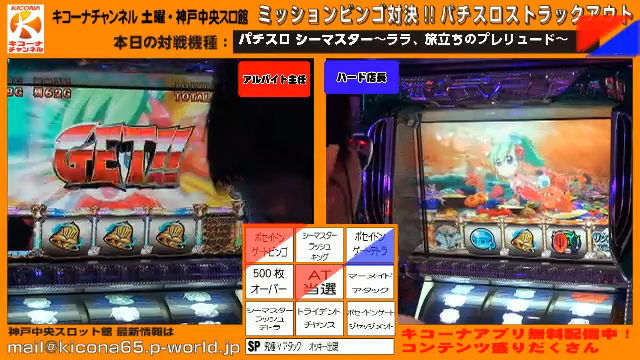 KICONA
キコーナ
チャンネル
キコーナチャンネル 土曜・神戸中央スロ館
ミッションビンゴ対決!!パチスロストラックアウト
本日の対戦機種：
パチスロ シーマスター～ララ、旅立ちのプレリュード～
アルバイト主任
ハード店長
62G
TOTAL
GET!!!
ポセイドン
ゲートビンゴ
シーマスター
ラッシュ
キング
ポセイドン
ゲートテトラ
500枚
オーバー
AT
当選
マーメイド
アタック
シーマスター
ラッシュ
テトラ
トライデント
チャンス
ポセイドンゲート
ジャッジメント
SP
神戸中央スロット館 最新情報は
mail@kicona65.p-world.jp
キコーナアプリ無料配信中！
コンテンツ盛りだくさん